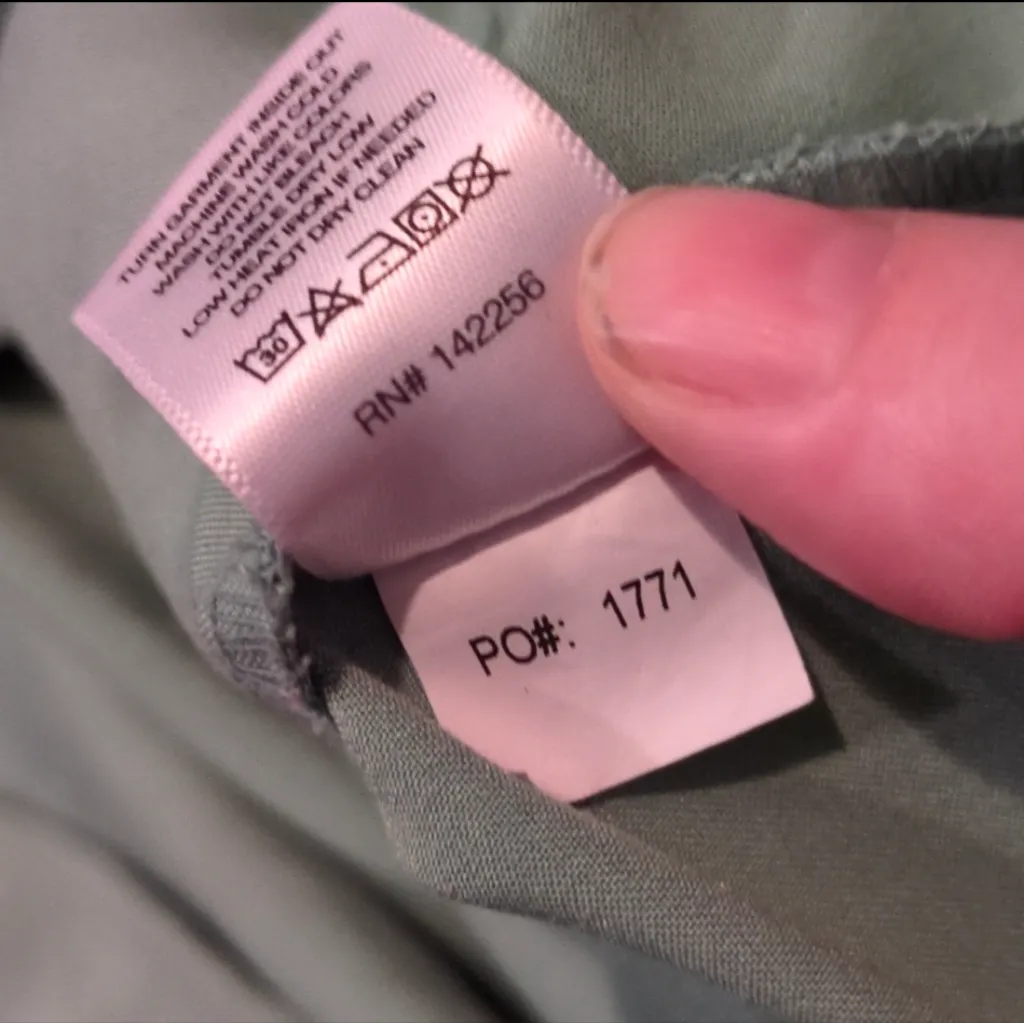 TURN GARMENT INSIDE OUT
MACHINE WASH COLD
WASH WITH LIKE COLORS
DO NOT BLEACH
TUMBLE DRY LOW
LOW HEAT IRON IF NEEDED
DO NOT DRY CLEAN
30
RN# 142256
PO#: 1771